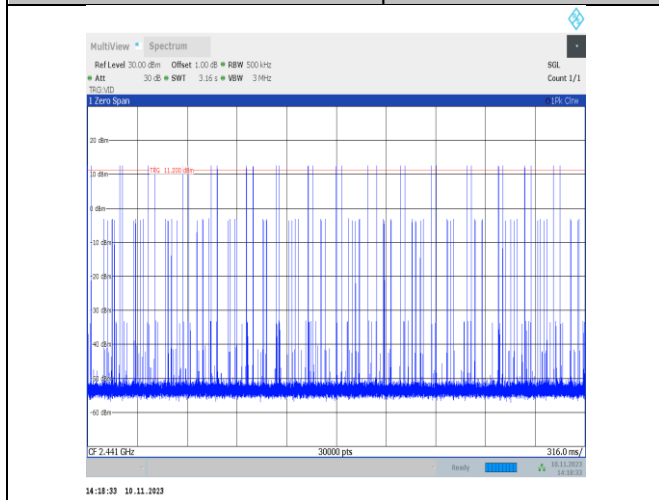 MultiView Spectrum
Ref Level 30.00 dBm Offset 1.00 dB RBW 500 kHz SGL
Att 30 dB SWT 3.16 s VBW 3 MHz Count 1/1
TRG:VID
1 Zero Span 1Pk Clrw
20 dBm
TRG 11.200 dBm
10 dBm
0 dBm
-10 dBm
-20 dBm
-30 dBm
-40 dBm
-50 dBm
-60 dBm
CF 2.441 GHz 30000 pts 316.0 ms/
Ready 10.11.2023
14:18:33
14:18:33 10.11.2023